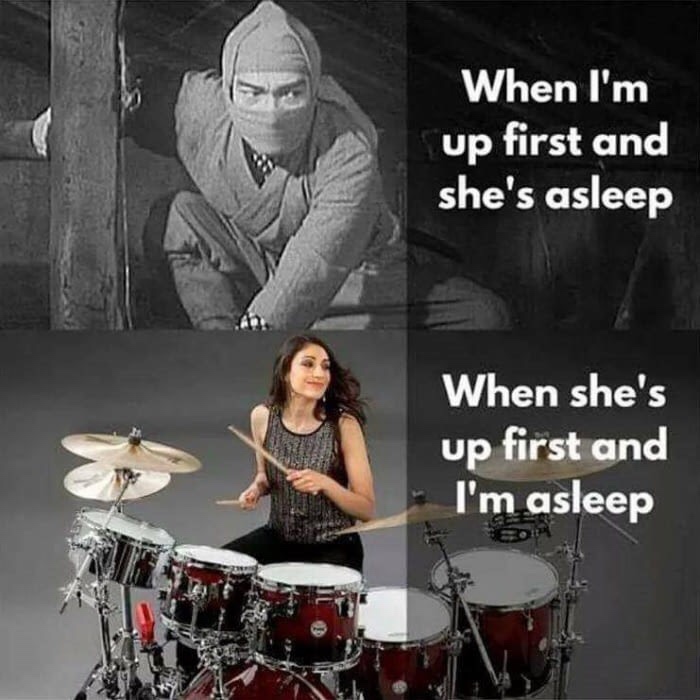 When I'm
up first and
she's asleep
When she's
up first and
I'm asleep